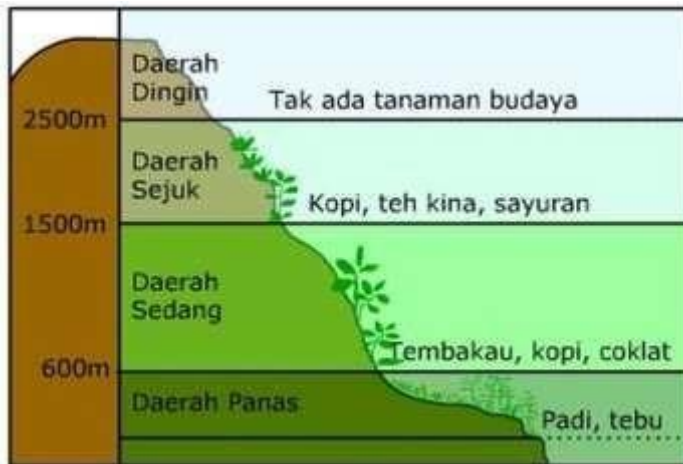 Daerah
Dingin
Tak ada tanaman budaya
2500m
Daerah
Sejuk
Kopi, teh kina, sayuran
1500m
Daerah
Sedang
Tembakau, kopi, coklat
600m
Daerah Panas
Padi, tebu